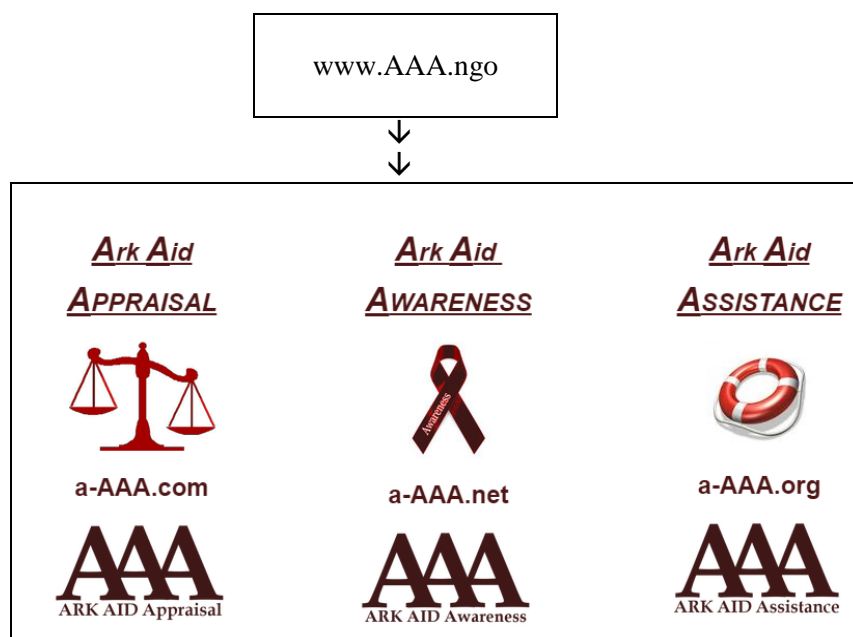 www.AAA.ngo
Ark Aid
APPRAISAL
a-AAA.com
AAA
ARK AID Appraisal
Ark Aid
AWARENESS
Awareness
a-AAA.net
AAA
ARK AID Awareness
Ark Aid
ASSISTANCE
a-AAA.org
AAA
ARK AID Assistance